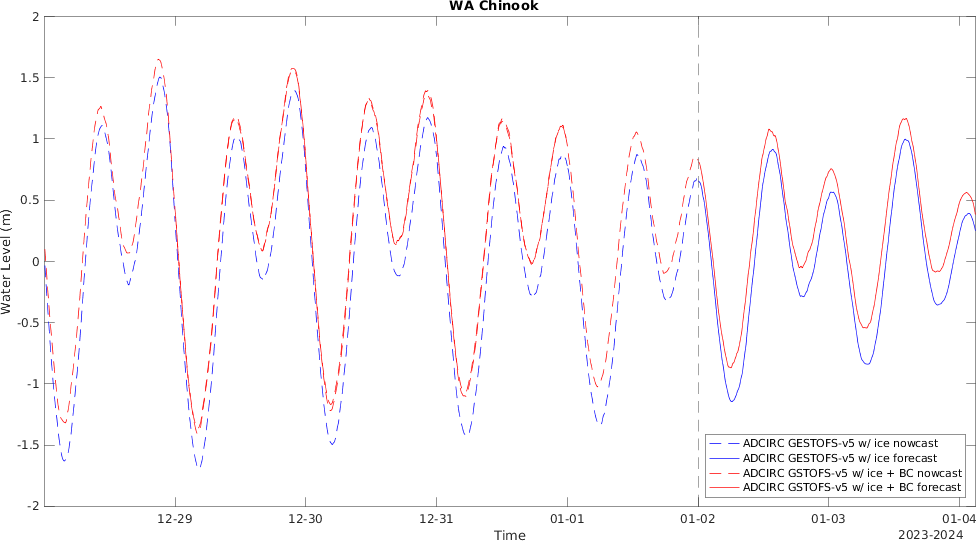 WA Chinook
2
1.5
1
0.5
0
-0.5
-1
-1.5
-2
Water Level (m)
12-29
12-30
12-31
01-01
01-02
01-03
01-04
Time
2023-2024
ADCIRC GESTOFS-v5 w/ ice nowcast
ADCIRC GESTOFS-v5 w/ ice forecast
ADCIRC GSTOFS-v5 w/ ice + BC nowcast
ADCIRC GSTOFS-v5 w/ ice + BC forecast